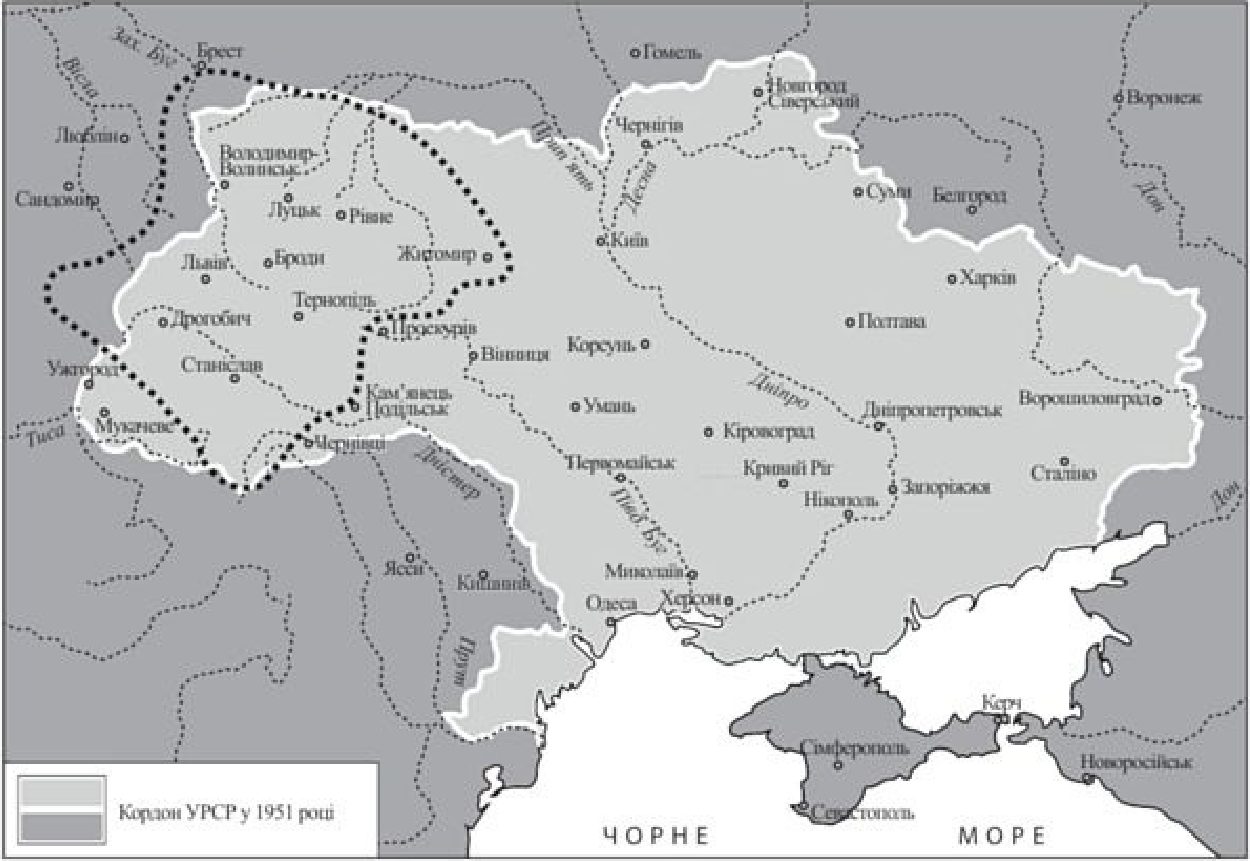 Зах. Буг
Брест
Вісла
Гомель
Новгород
Сіверський
Воронеж
Люблін
Чернігів
Прип’ять
Десна
Володимир-
Волинськ
Сандомир
Луцьк
Рівне
Суми
Белгород
Дон
Київ
Львів
Броди
Житомир
Харків
Тернопіль
Дрогобич
Проскурів
Полтава
Корсунь
Вінниця
Ужгород
Станіслав
Кам’янець
Подільськ
Дніпро
Умань
Ворошиловград
Дніпропетровськ
Мукачеве
Тиса
Чернівці
Кіровоград
Дністер
Первомайськ
Кривий Ріг
Сталіно
Півд. Буг
Нікополь
Запоріжжя
Дон
Ясси
Кишинів
Миколаїв
Одеса
Херсон
Прут
Керч
Сімферополь
Новоросійськ
Севастополь
Кордон УРСР у 1951 році
ЧОРНЕ МОРЕ